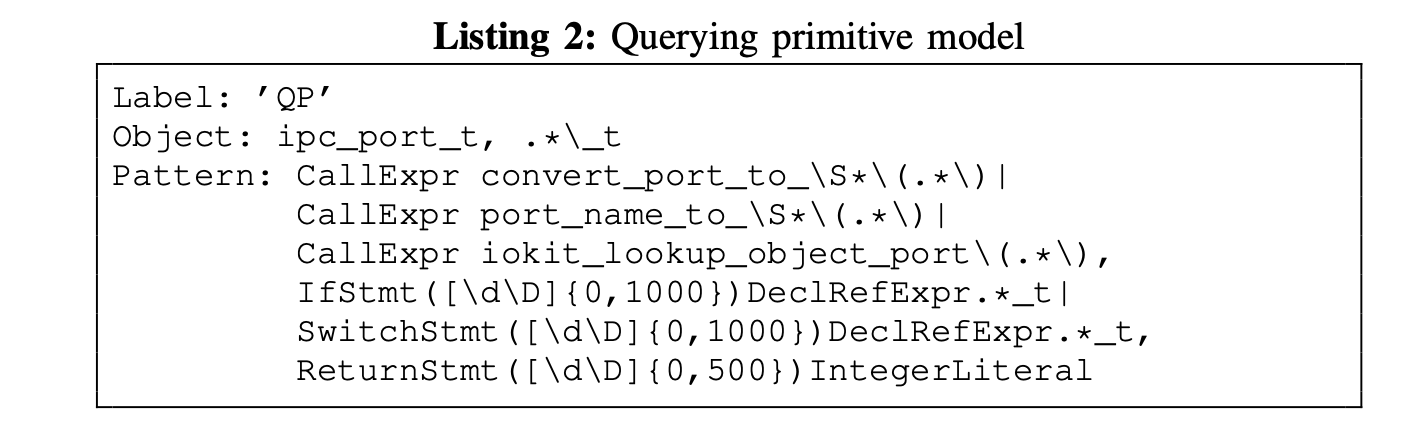 Listing 2: Querying primitive model
Label: ’QP’
Object: ipc_port_t, .*\_t
Pattern: CallExpr convert_port_to_\S*\(.*\)|
CallExpr port_name_to_\S*\(.*\)|
CallExpr iokit_lookup_object_port\(.*\),
IfStmt([\d\D]{0,1000})DeclRefExpr.*_t|
SwitchStmt([\d\D]{0,1000})DeclRefExpr.*_t,
ReturnStmt([\d\D]{0,500})IntegerLiteral